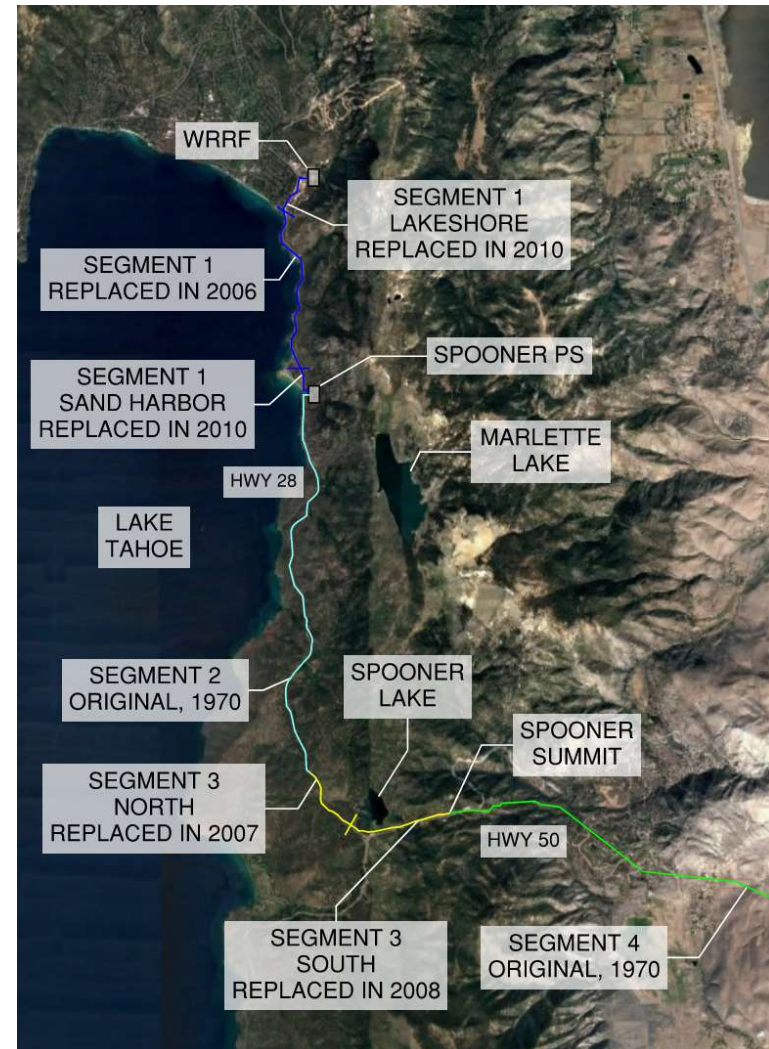 WRRF
SEGMENT 1
LAKESHORE
REPLACED IN 2010
SEGMENT 1
REPLACED IN 2006
SPOONER PS
SEGMENT 1
SAND HARBOR
REPLACED IN 2010
MARLETTE
LAKE
HWY 28
LAKE
TAHOE
SEGMENT 2
ORIGINAL, 1970
SPOONER
LAKE
SPOONER
SUMMIT
SEGMENT 3
NORTH
REPLACED IN 2007
HWY 50
SEGMENT 3
SOUTH
REPLACED IN 2008
SEGMENT 4
ORIGINAL, 1970